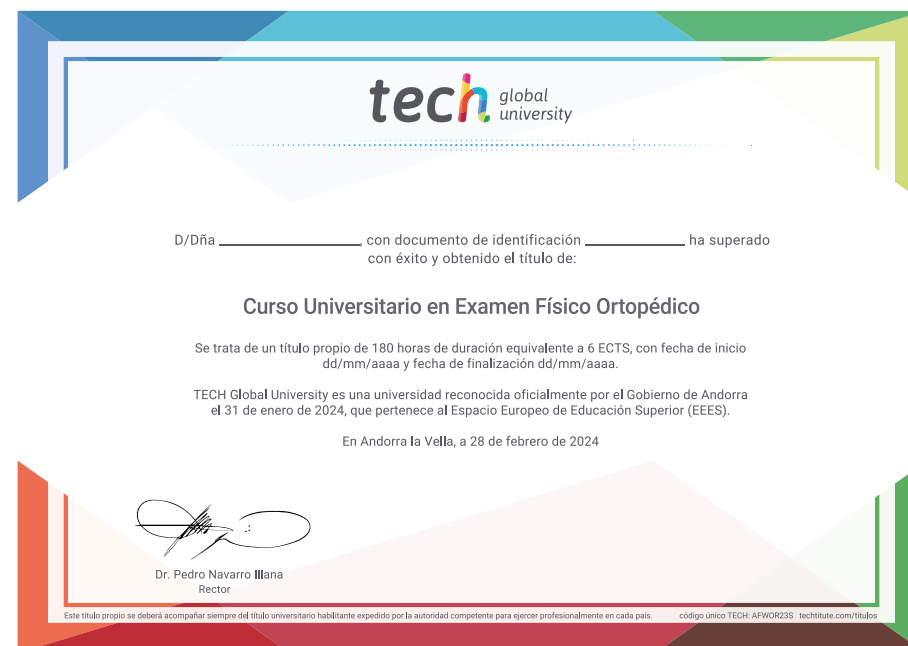 tech global university
D/Dña ______________, con documento de identificación __________ ha superado
con éxito y obtenido el título de:
Curso Universitario en Examen Físico Ortopédico
Se trata de un título propio de 180 horas de duración equivalente a 6 ECTS, con fecha de inicio
dd/mm/aaaa y fecha de finalización dd/mm/aaaa.
TECH Global University es una universidad reconocida oficialmente por el Gobierno de Andorra
el 31 de enero de 2024, que pertenece al Espacio Europeo de Educación Superior (EEES).
En Andorra la Vella, a 28 de febrero de 2024
Dr. Pedro Navarro Illana
Rector
Este título propio se deberá acompañar siempre del título universitario habilitante expedido por la autoridad competente para ejercer profesionalmente en cada país. código único TECH: AFWOR23S techtitute.com/titulos